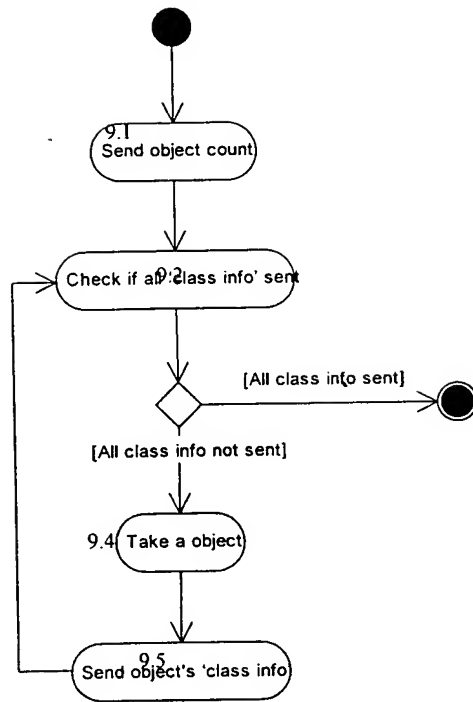 9.1
Send object count
9.2
Check if all 'class info' sent
[All class info sent]
[All class info not sent]
9.4 Take a object
9.5
Send object's 'class info